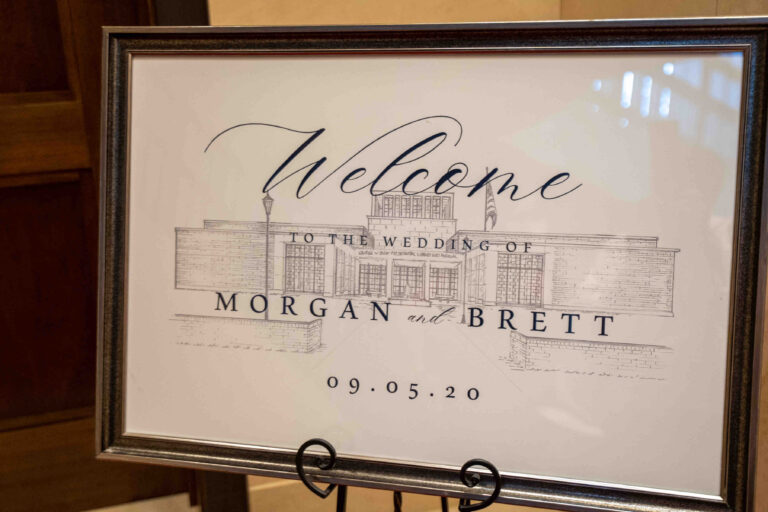 Welcome
TO THE WEDDING OF
MORGAN and BRETT
09.05.20